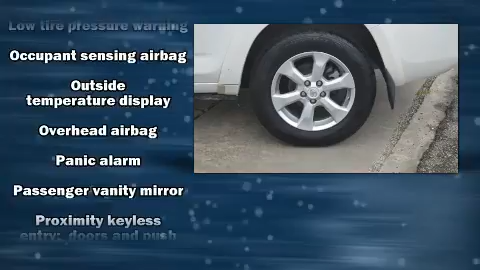 Low tire pressure warning
Occupant sensing airbag
Outside
temperature display
Overhead airbag
Panic alarm
Passenger vanity mirror
Proximity keyless
entry: doors and push